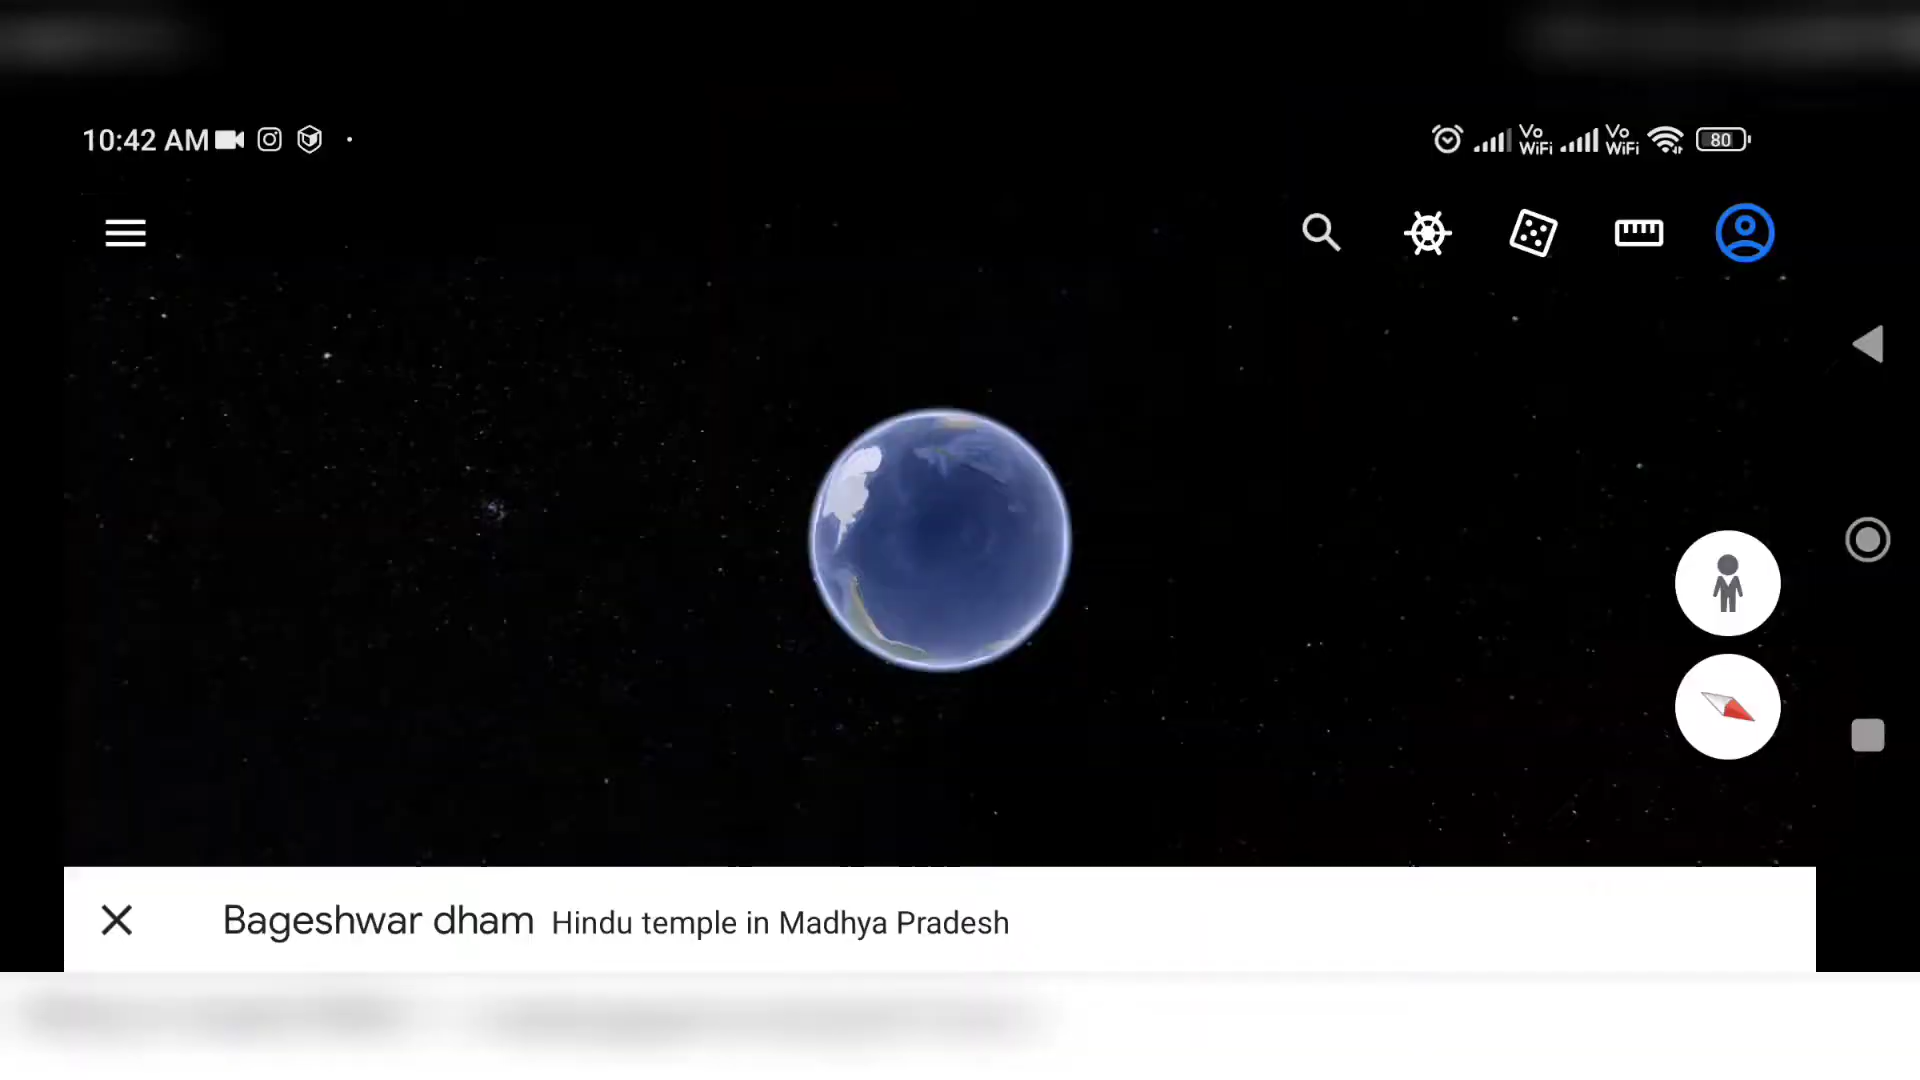 10:42 AM
Vo WiFi Vo WiFi 80
Bageshwar dham Hindu temple in Madhya Pradesh